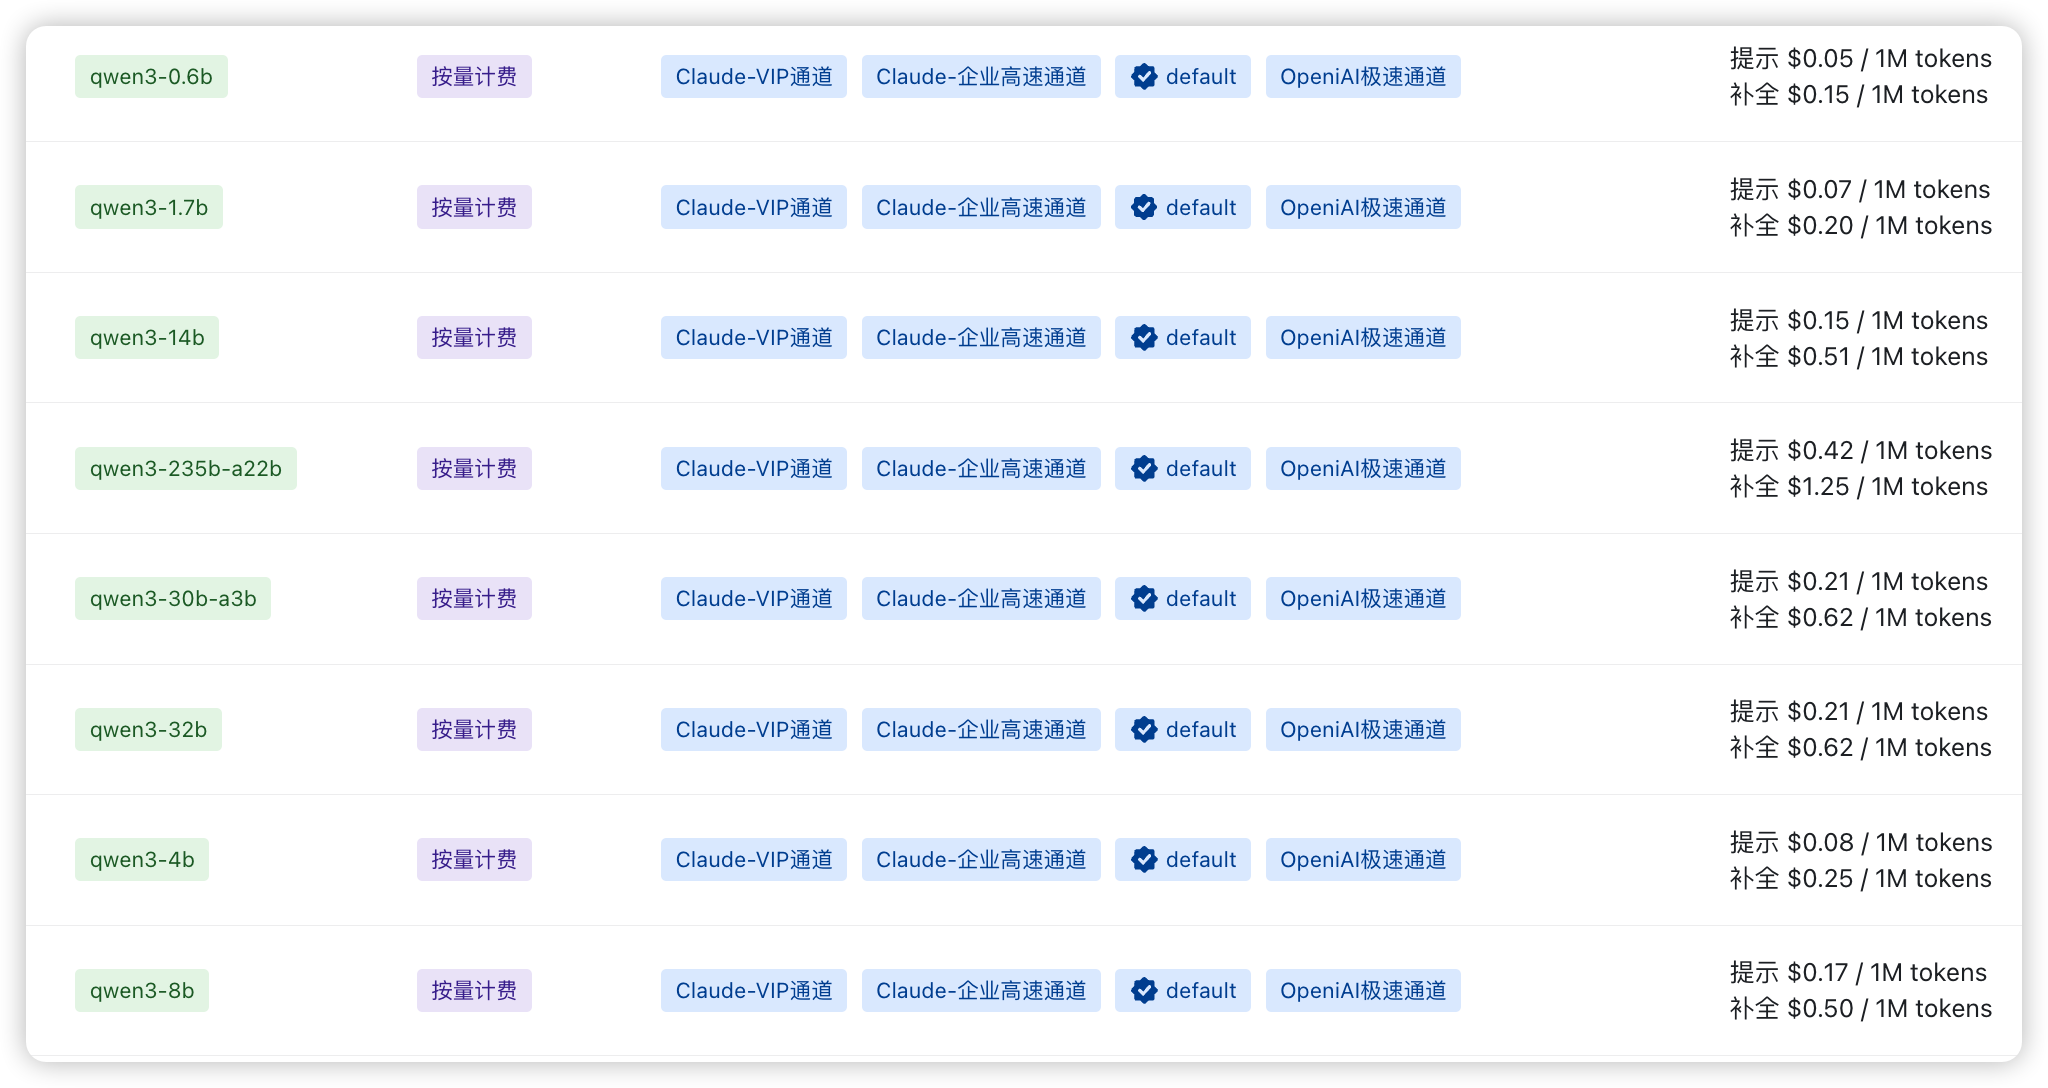 qwen3-0.6b 按量计费 Claude-VIP通道 Claude-企业高速通道 default OpeniAI极速通道 提示 $0.05 / 1M tokens
补全 $0.15 / 1M tokens
qwen3-1.7b 按量计费 Claude-VIP通道 Claude-企业高速通道 default OpeniAI极速通道 提示 $0.07 / 1M tokens
补全 $0.20 / 1M tokens
qwen3-14b 按量计费 Claude-VIP通道 Claude-企业高速通道 default OpeniAI极速通道 提示 $0.15 / 1M tokens
补全 $0.51 / 1M tokens
qwen3-235b-a22b 按量计费 Claude-VIP通道 Claude-企业高速通道 default OpeniAI极速通道 提示 $0.42 / 1M tokens
补全 $1.25 / 1M tokens
qwen3-30b-a3b 按量计费 Claude-VIP通道 Claude-企业高速通道 default OpeniAI极速通道 提示 $0.21 / 1M tokens
补全 $0.62 / 1M tokens
qwen3-32b 按量计费 Claude-VIP通道 Claude-企业高速通道 default OpeniAI极速通道 提示 $0.21 / 1M tokens
补全 $0.62 / 1M tokens
qwen3-4b 按量计费 Claude-VIP通道 Claude-企业高速通道 default OpeniAI极速通道 提示 $0.08 / 1M tokens
补全 $0.25 / 1M tokens
qwen3-8b 按量计费 Claude-VIP通道 Claude-企业高速通道 default OpeniAI极速通道 提示 $0.17 / 1M tokens
补全 $0.50 / 1M tokens